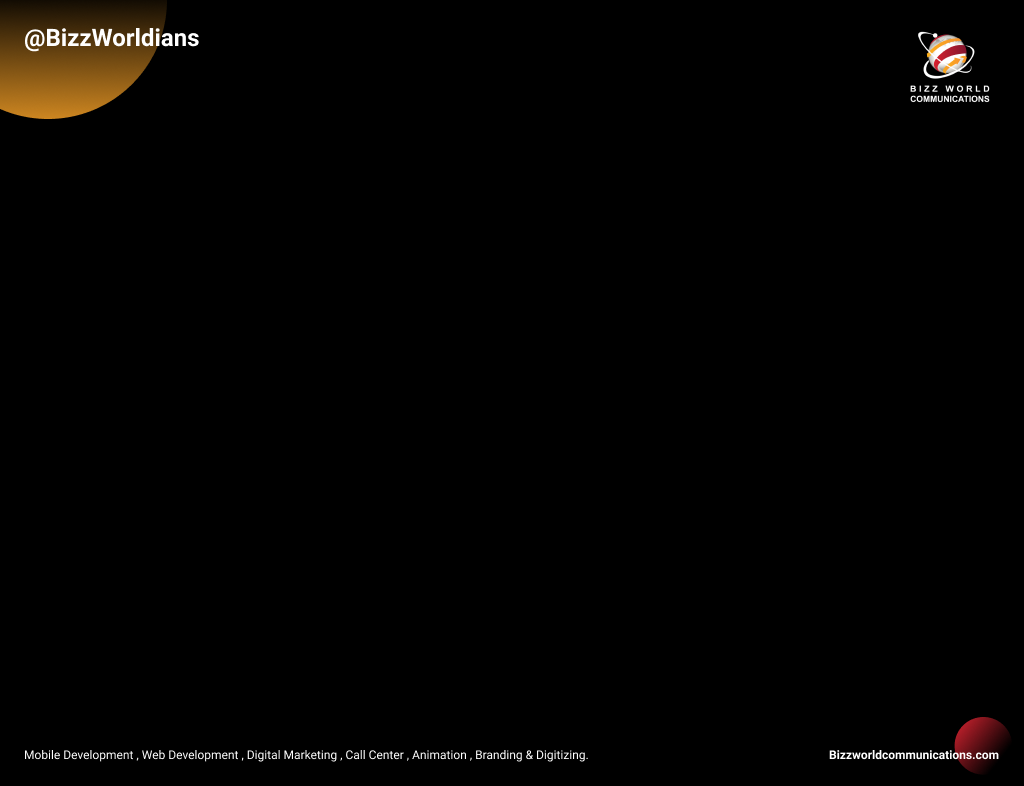 @BizzWorldians
BIZZ WORLD
COMMUNICATIONS
Mobile Development , Web Development , Digital Marketing , Call Center , Animation , Branding & Digitizing.
Bizzworldcommunications.com